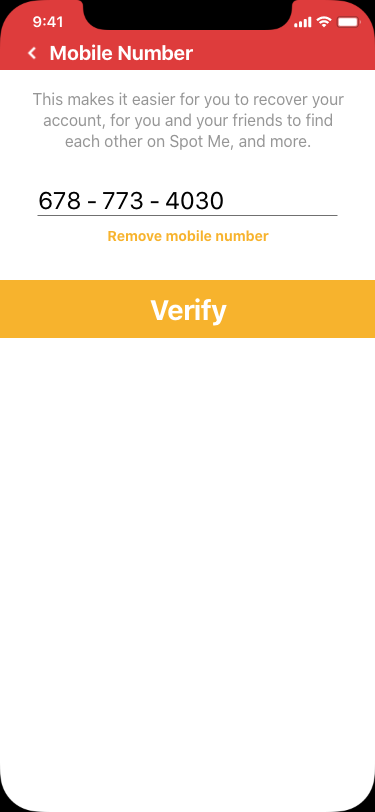 9:41
Mobile Number
This makes it easier for you to recover your
account, for you and your friends to find
each other on Spot Me, and more.
678 - 773 - 4030
Remove mobile number
Verify